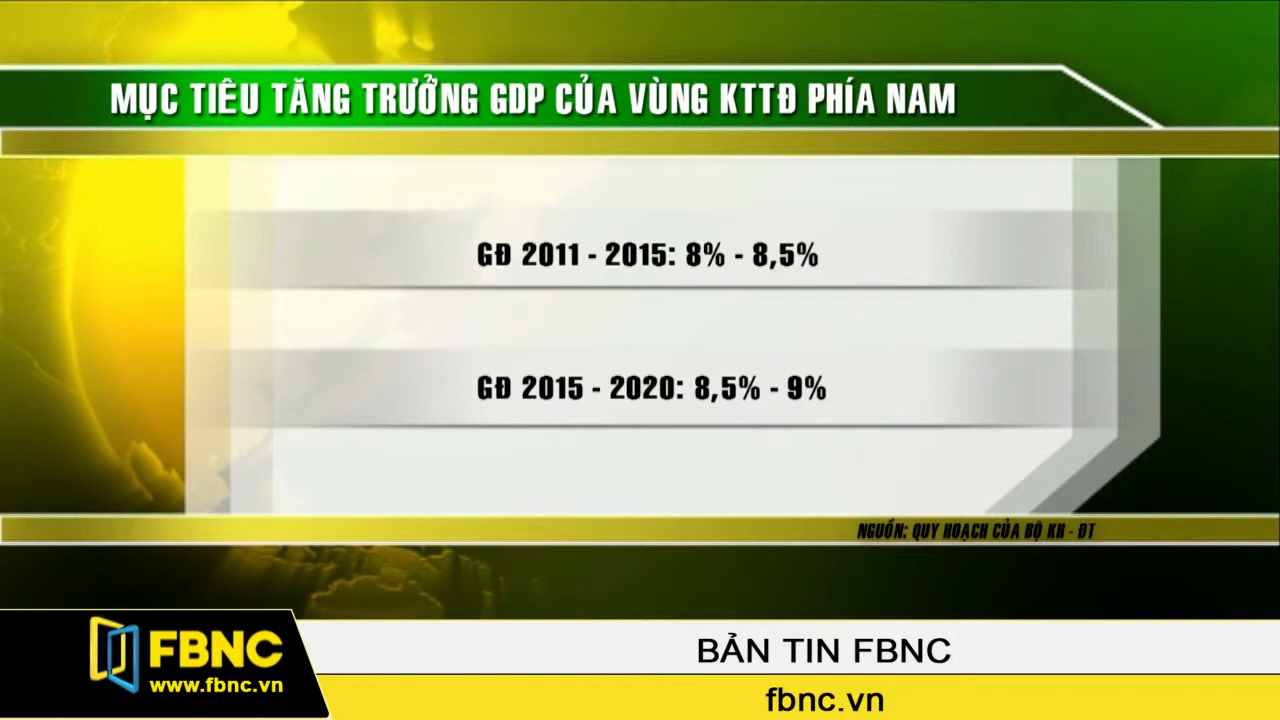 MỤC TIÊU TĂNG TRƯỞNG GDP CỦA VÙNG KTTĐ PHÍA NAM
GĐ 2011 - 2015: 8% - 8,5%
GĐ 2015 - 2020: 8,5% - 9%
NGUỒN: QUY HOẠCH CỦA BỘ KH - ĐT
FBNC
www.fbnc.vn
BẢN TIN FBNC
fbnc.vn